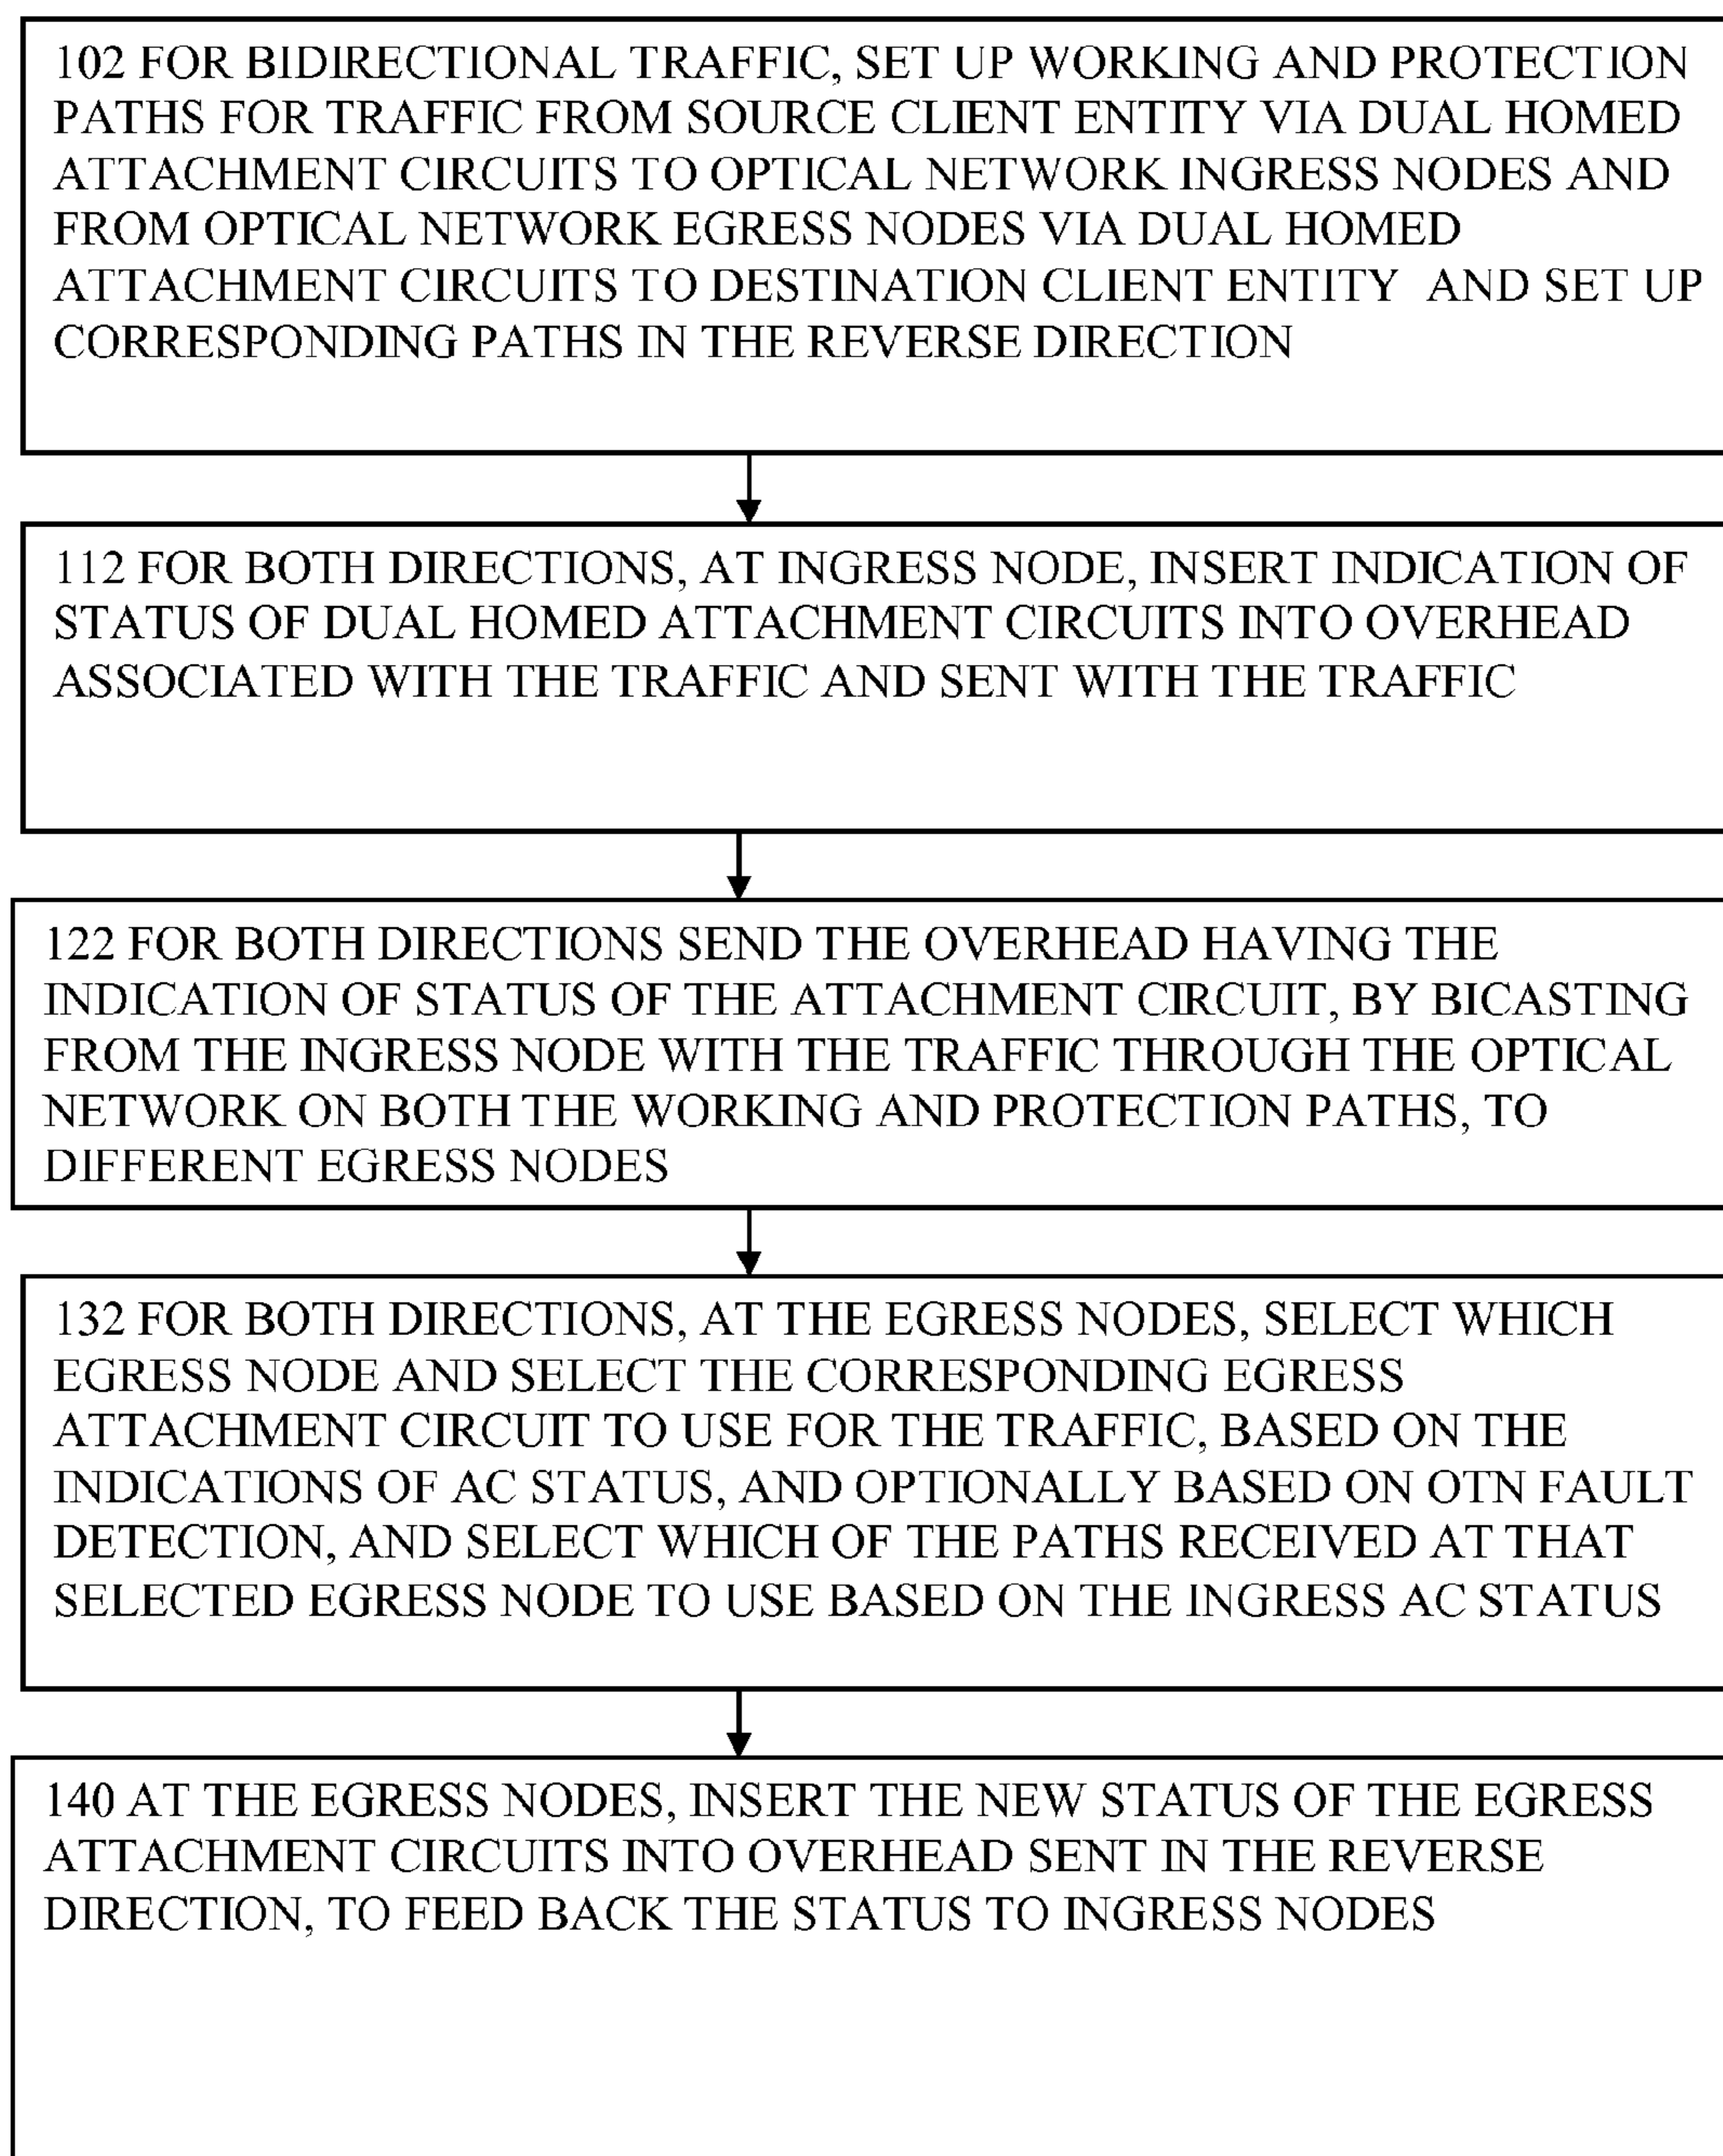 102 FOR BIDIRECTIONAL TRAFFIC, SET UP WORKING AND PROTECTION
PATHS FOR TRAFFIC FROM SOURCE CLIENT ENTITY VIA DUAL HOMED
ATTACHMENT CIRCUITS TO OPTICAL NETWORK INGRESS NODES AND
FROM OPTICAL NETWORK EGRESS NODES VIA DUAL HOMED
ATTACHMENT CIRCUITS TO DESTINATION CLIENT ENTITY AND SET UP
CORRESPONDING PATHS IN THE REVERSE DIRECTION
112 FOR BOTH DIRECTIONS, AT INGRESS NODE, INSERT INDICATION OF
STATUS OF DUAL HOMED ATTACHMENT CIRCUITS INTO OVERHEAD
ASSOCIATED WITH THE TRAFFIC AND SENT WITH THE TRAFFIC
122 FOR BOTH DIRECTIONS SEND THE OVERHEAD HAVING THE
INDICATION OF STATUS OF THE ATTACHMENT CIRCUIT, BY BICASTING
FROM THE INGRESS NODE WITH THE TRAFFIC THROUGH THE OPTICAL
NETWORK ON BOTH THE WORKING AND PROTECTION PATHS, TO
DIFFERENT EGRESS NODES
132 FOR BOTH DIRECTIONS, AT THE EGRESS NODES, SELECT WHICH
EGRESS NODE AND SELECT THE CORRESPONDING EGRESS
ATTACHMENT CIRCUIT TO USE FOR THE TRAFFIC, BASED ON THE
INDICATIONS OF AC STATUS, AND OPTIONALLY BASED ON OTN FAULT
DETECTION, AND SELECT WHICH OF THE PATHS RECEIVED AT THAT
SELECTED EGRESS NODE TO USE BASED ON THE INGRESS AC STATUS
140 AT THE EGRESS NODES, INSERT THE NEW STATUS OF THE EGRESS
ATTACHMENT CIRCUITS INTO OVERHEAD SENT IN THE REVERSE
DIRECTION, TO FEED BACK THE STATUS TO INGRESS NODES